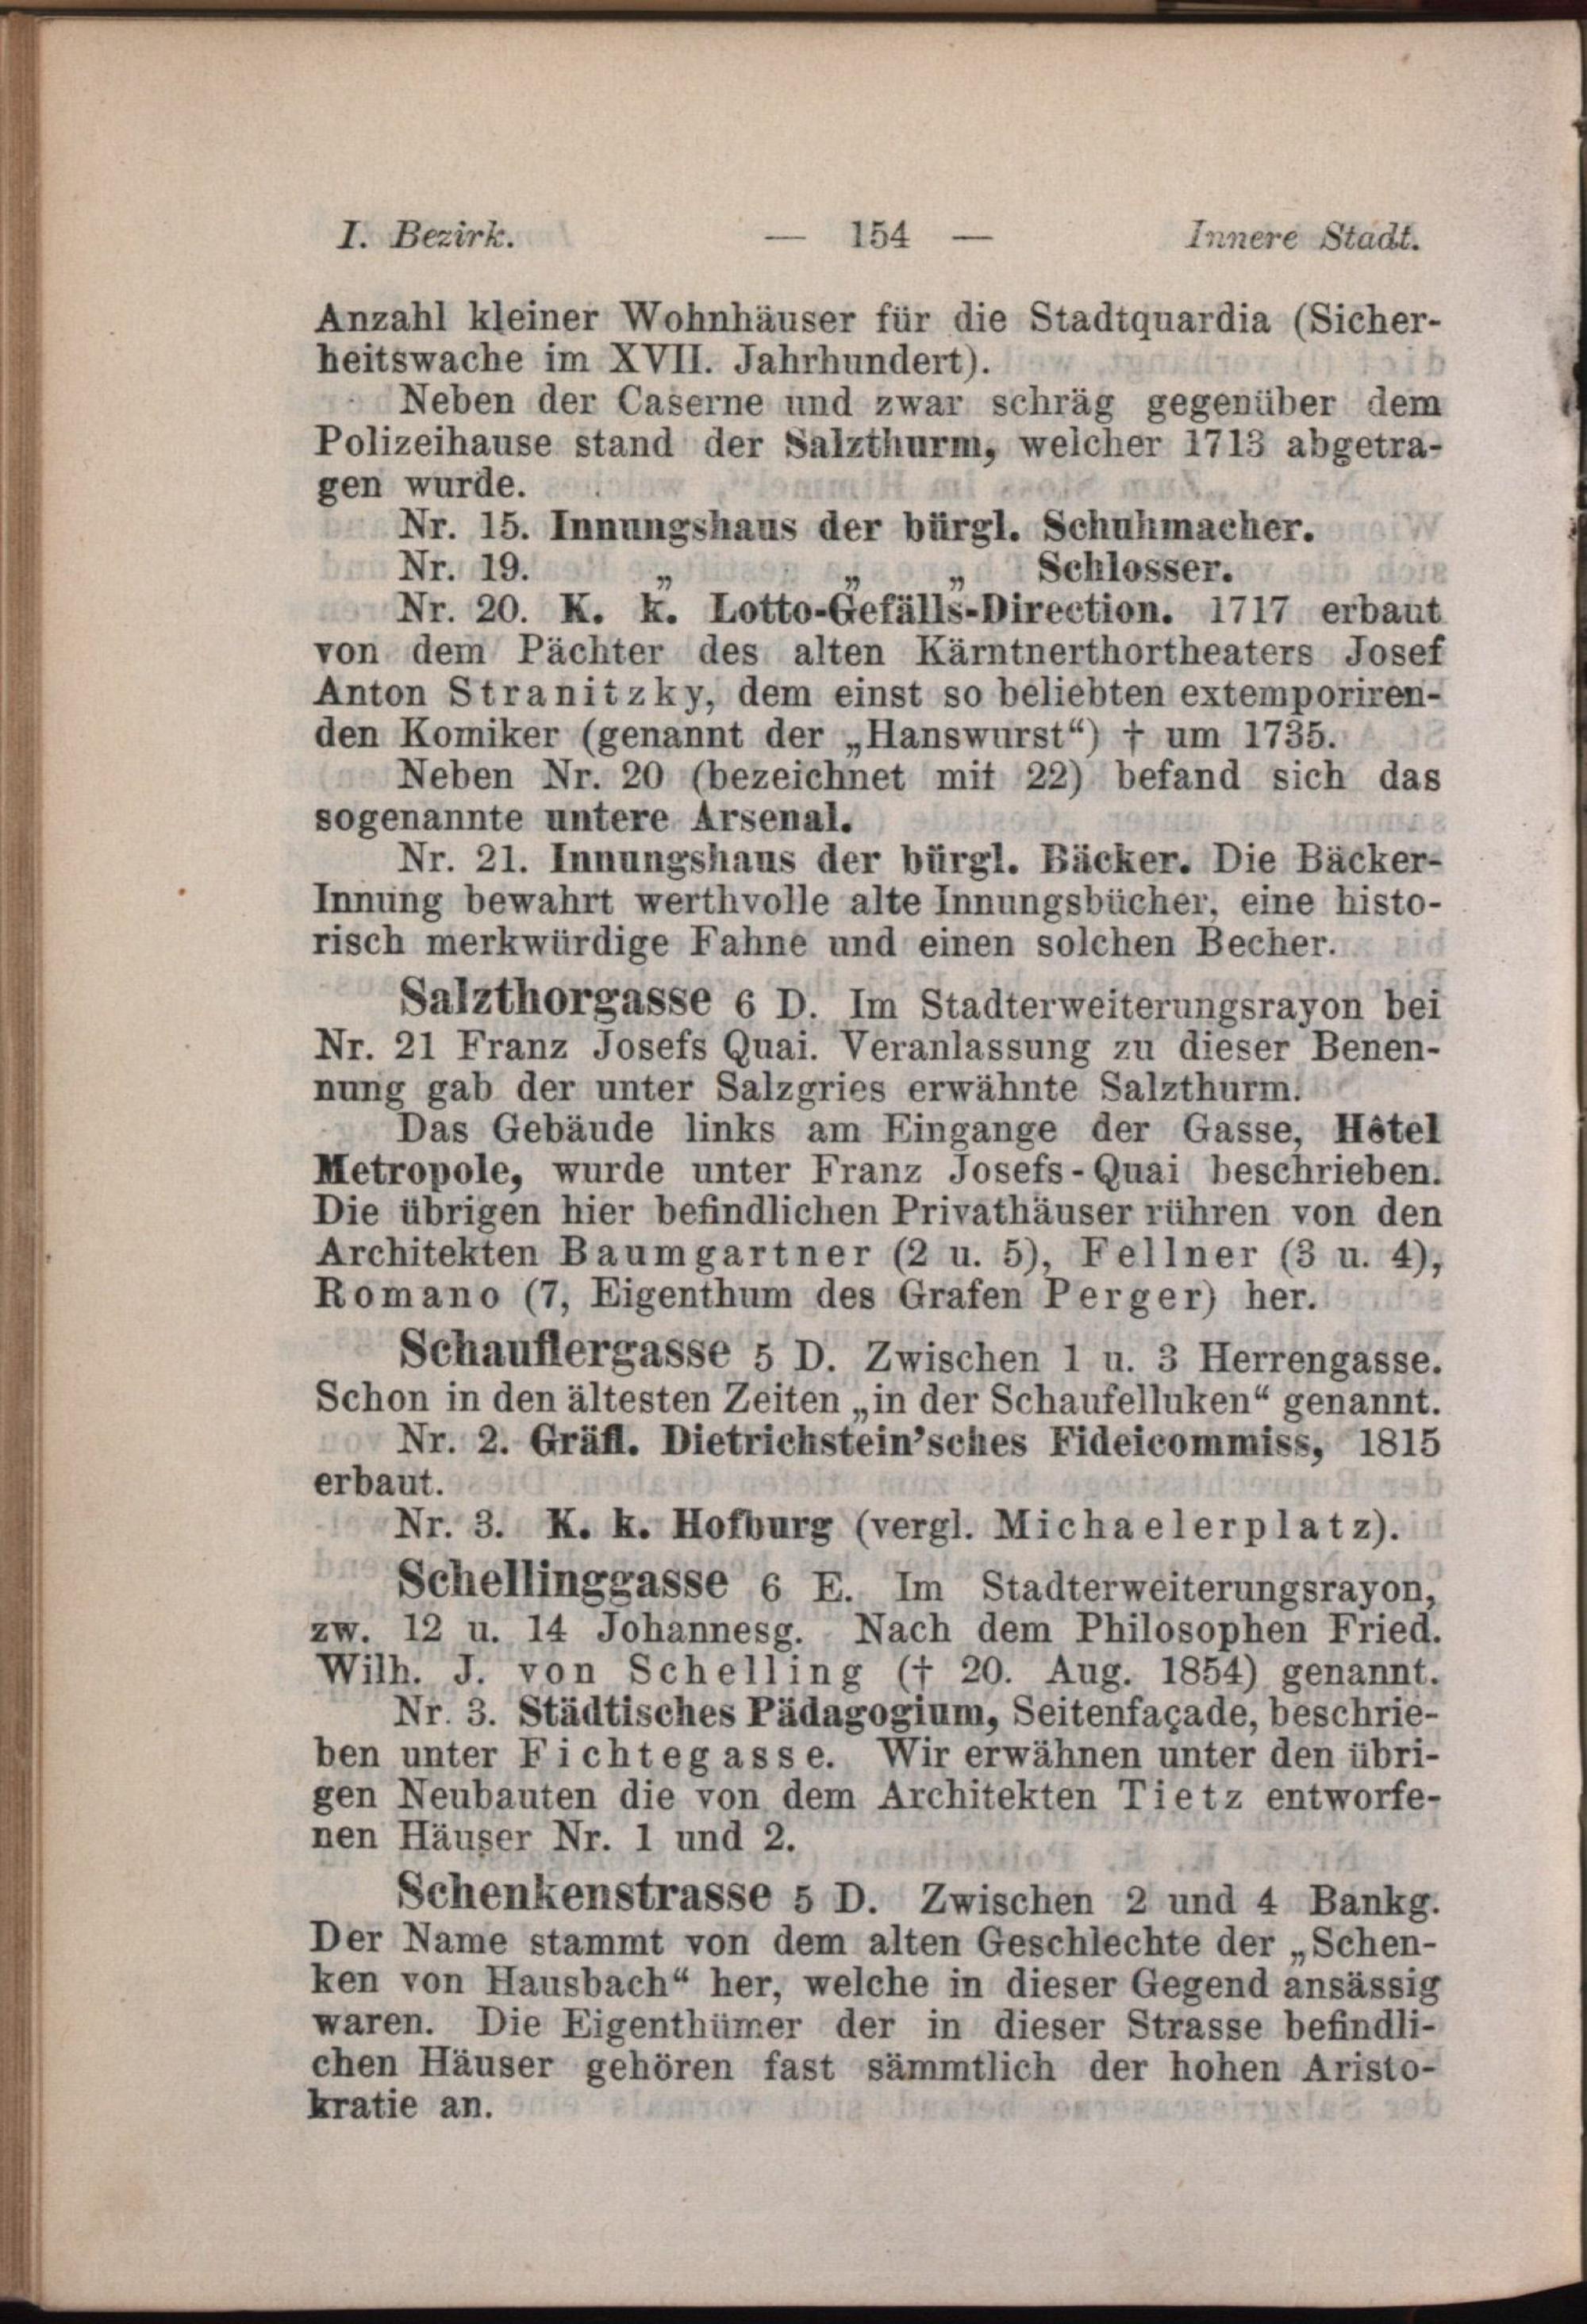 I. Bezirk. — 154 — Innere Stadt.
Anzahl kleiner Wohnhäuser für die Stadtquardia (Sicher-
heitswache im XVII. Jahrhundert).
Neben der Caserne und zwar schräg gegenüber dem
Polizeihause stand der Salzthurm, welcher 1713 abgetra-
gen wurde.
Nr. 15. Innungshaus der bürgl. Schuhmacher.
Nr. 19. „ „ „ Schlosser.
Nr. 20. K. k. Lotto-Gefälls-Direction. 1717 erbaut
von dem Pächter des alten Kärntnerthortheaters Josef
Anton Stranitzky, dem einst so beliebten extemporiren-
den Komiker (genannt der „Hanswurst“) † um 1735.
Neben Nr. 20 (bezeichnet mit 22) befand sich das
sogenannte untere Arsenal.
Nr. 21. Innungshaus der bürgl. Bäcker. Die Bäcker-
Innung bewahrt werthvolle alte Innungsbücher, eine histo-
risch merkwürdige Fahne und einen solchen Becher.
Salzthorgasse 6 D. Im Stadterweiterungsrayon bei
Nr. 21 Franz Josefs Quai. Veranlassung zu dieser Benen-
nung gab der unter Salzgries erwähnte Salzthurm.
Das Gebäude links am Eingange der Gasse, Hôtel
Metropole, wurde unter Franz Josefs-Quai beschrieben.
Die übrigen hier befindlichen Privathäuser rühren von den
Architekten Baumgartner (2 u. 5), Fellner (3 u. 4),
Romano (7, Eigenthum des Grafen Perger) her.
Schauflergasse 5 D. Zwischen 1 u. 3 Herrengasse.
Schon in den ältesten Zeiten „in der Schaufelluken“ genannt.
Nr. 2. Gräfl. Dietrichstein’sches Fideicommiss, 1815
erbaut.
Nr. 3. K. k. Hofburg (vergl. Michaelerplatz).
Schellinggasse 6 E. Im Stadterweiterungsrayon,
zw. 12 u. 14 Johannesg. Nach dem Philosophen Fried.
Wilh. J. von Schelling († 20. Aug. 1854) genannt.
Nr. 3. Städtisches Pädagogium, Seitenfaçade, beschrie-
ben unter Fichtegasse. Wir erwähnen unter den übri-
gen Neubauten die von dem Architekten Tietz entworfe-
nen Häuser Nr. 1 und 2.
Schenkenstrasse 5 D. Zwischen 2 und 4 Bankg.
Der Name stammt von dem alten Geschlechte der „Schen-
ken von Hausbach“ her, welche in dieser Gegend ansässig
waren. Die Eigenthümer der in dieser Strasse befindli-
chen Häuser gehören fast sämmtlich der hohen Aristo-
kratie an.